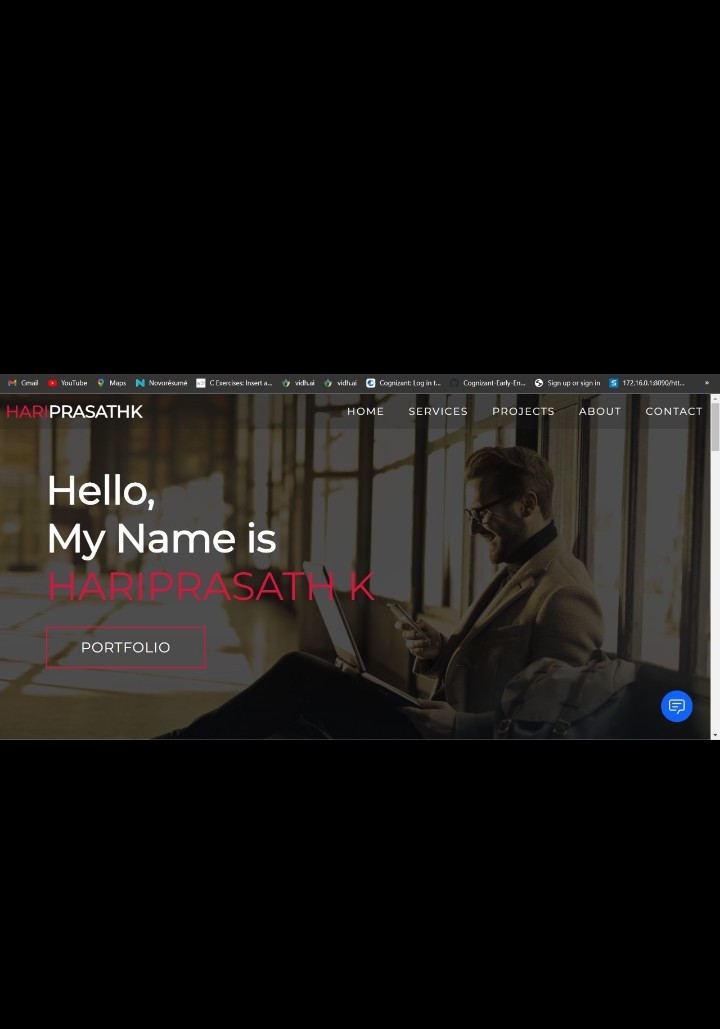 Gmail YouTube Maps Novorésumé C Exercises: Insert a... vidh.ai vidh.ai Cognizant: Log in t... Cognizant-Early-En... Sign up or sign in 172.16.0.1:8090/htt... »
HARIPRASATHK HOME SERVICES PROJECTS ABOUT CONTACT
Hello,
My Name is
HARIPRASATH K
PORTFOLIO